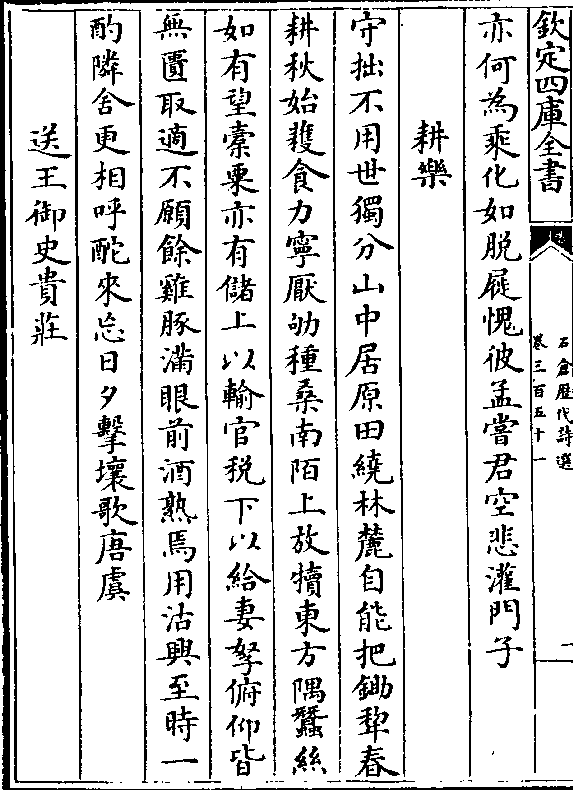 欽定四庫全書
石倉歷代詩選
卷三百五十一
亦何為乘化如脫屣愧彼孟嘗君空悲灌門子
耕樂
守拙不用世獨分山中居原田繞林麓自能把鋤犂春
耕秋始穫食力寧厭劬種桑南陌上放犢東方隅蠶絲
如有望藁粟亦有儲上以輸官税下以給妻孥俯仰皆
無匱取適不願餘雞豚滿眼前酒熟焉用沽興至時一
酌隣舍更相呼酡來忘日夕擊壤歌唐虞
送王御史貴莊